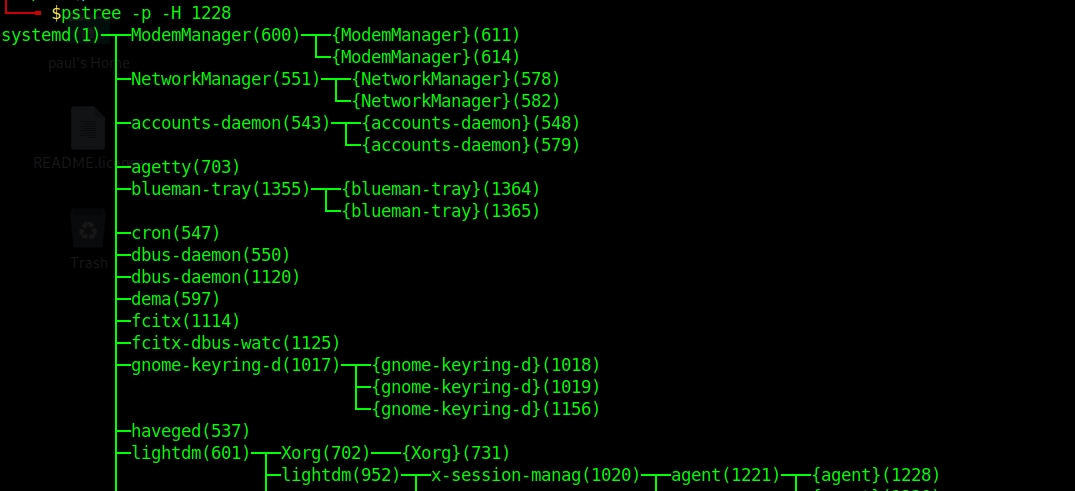 $pstree -p -H 1228
systemd(1)─┬─ModemManager(600)─┬─{ModemManager}(611)
└─{ModemManager}(614)
paul's Home
├─NetworkManager(551)─┬─{NetworkManager}(578)
└─{NetworkManager}(582)
├─accounts-daemon(543)─┬─{accounts-daemon}(548)
└─{accounts-daemon}(579)
README.lic
├─agetty(703)
├─blueman-tray(1355)─┬─{blueman-tray}(1364)
└─{blueman-tray}(1365)
├─cron(547)
├─dbus-daemon(550)
Trash
├─dbus-daemon(1120)
├─dema(597)
├─fcitx(1114)
├─fcitx-dbus-watc(1125)
├─gnome-keyring-d(1017)─┬─{gnome-keyring-d}(1018)
├─{gnome-keyring-d}(1019)
└─{gnome-keyring-d}(1156)
├─haveged(537)
├─lightdm(601)─┬─Xorg(702)───{Xorg}(731)
├─lightdm(952)─┬─x-session-manag(1020)─┬─agent(1221)─┬─{agent}(1228)